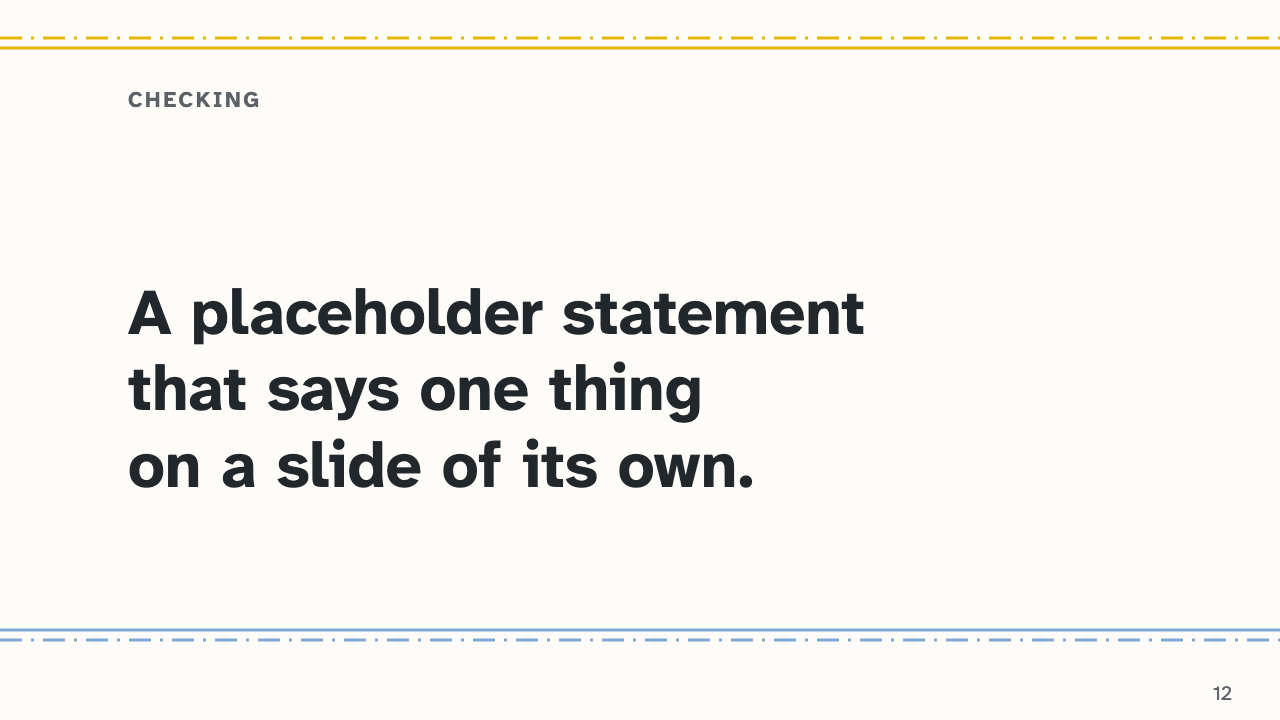 CHECKING
A placeholder statement
that says one thing
on a slide of its own.
12